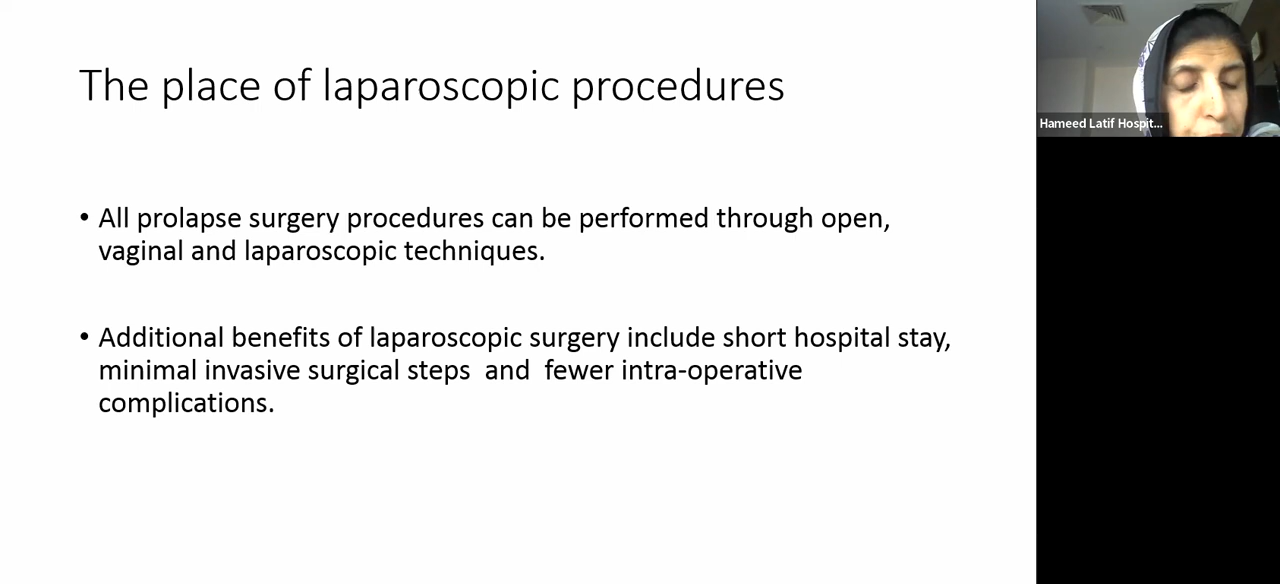 The place of laparoscopic procedures
• All prolapse surgery procedures can be performed through open,
vaginal and laparoscopic techniques.
• Additional benefits of laparoscopic surgery include short hospital stay,
minimal invasive surgical steps and fewer intra-operative
complications.
Hameed Latif Hospit...